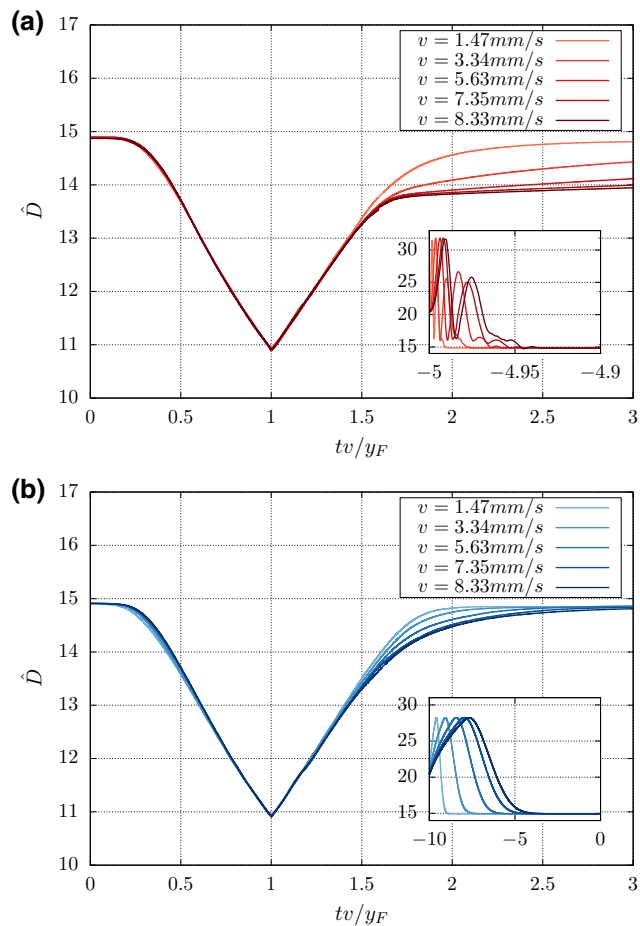 (a)
17
16
15
14
13
12
11
10
D̂
v = 1.47mm/s
v = 3.34mm/s
v = 5.63mm/s
v = 7.35mm/s
v = 8.33mm/s
30
25
20
15
−5 −4.95 −4.9
0 0.5 1 1.5 2 2.5 3
tv/y_F
(b)
17
16
15
14
13
12
11
10
D̂
v = 1.47mm/s
v = 3.34mm/s
v = 5.63mm/s
v = 7.35mm/s
v = 8.33mm/s
30
25
20
15
−10 −5 0
0 0.5 1 1.5 2 2.5 3
tv/y_F